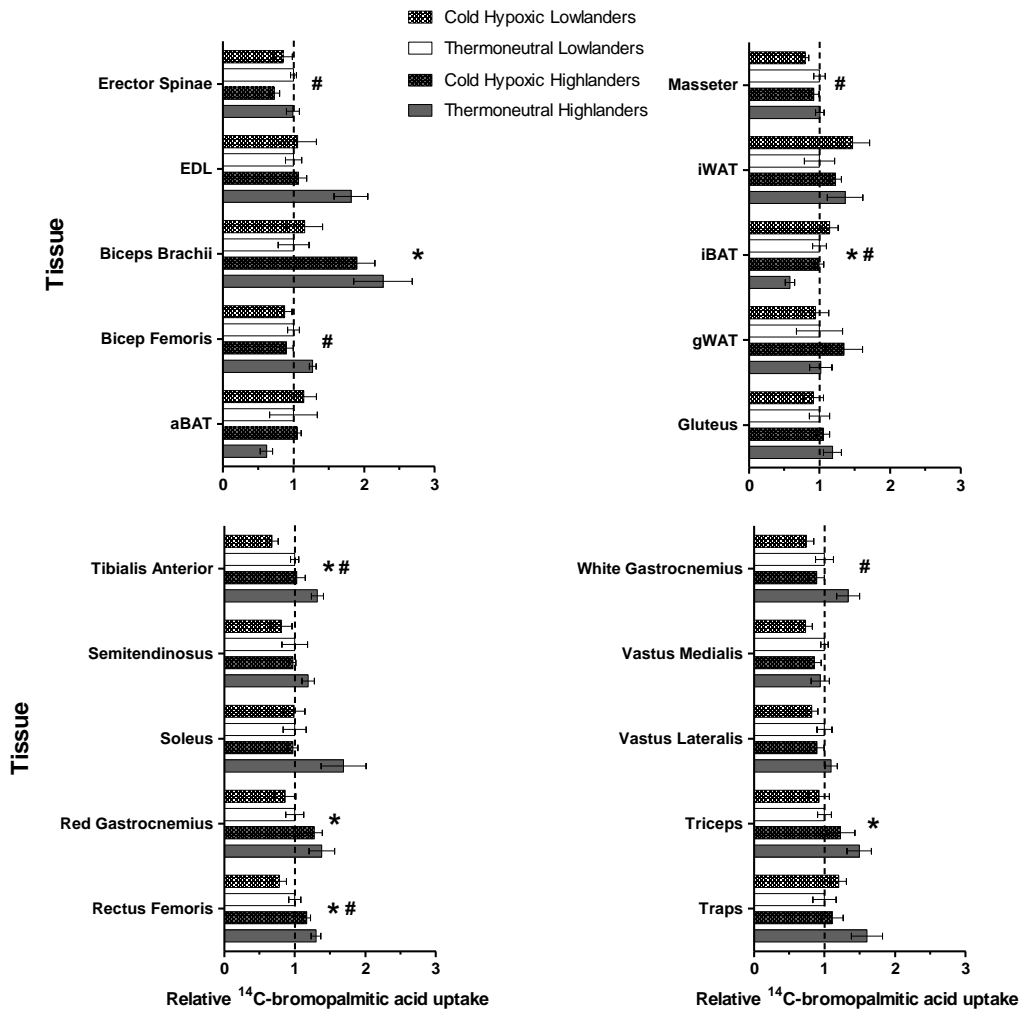 Cold Hypoxic Lowlanders
Thermoneutral Lowlanders
Cold Hypoxic Highlanders
Thermoneutral Highlanders
Tissue
Erector Spinae #
EDL
Biceps Brachii *
Bicep Femoris #
aBAT
0 1 2 3
Masseter #
iWAT
iBAT * #
gWAT
Gluteus
0 1 2 3
Tissue
Tibialis Anterior * #
Semitendinosus
Soleus
Red Gastrocnemius *
Rectus Femoris * #
0 1 2 3
Relative ¹⁴C-bromopalmitic acid uptake
White Gastrocnemius #
Vastus Medialis
Vastus Lateralis
Triceps *
Traps
0 1 2 3
Relative ¹⁴C-bromopalmitic acid uptake